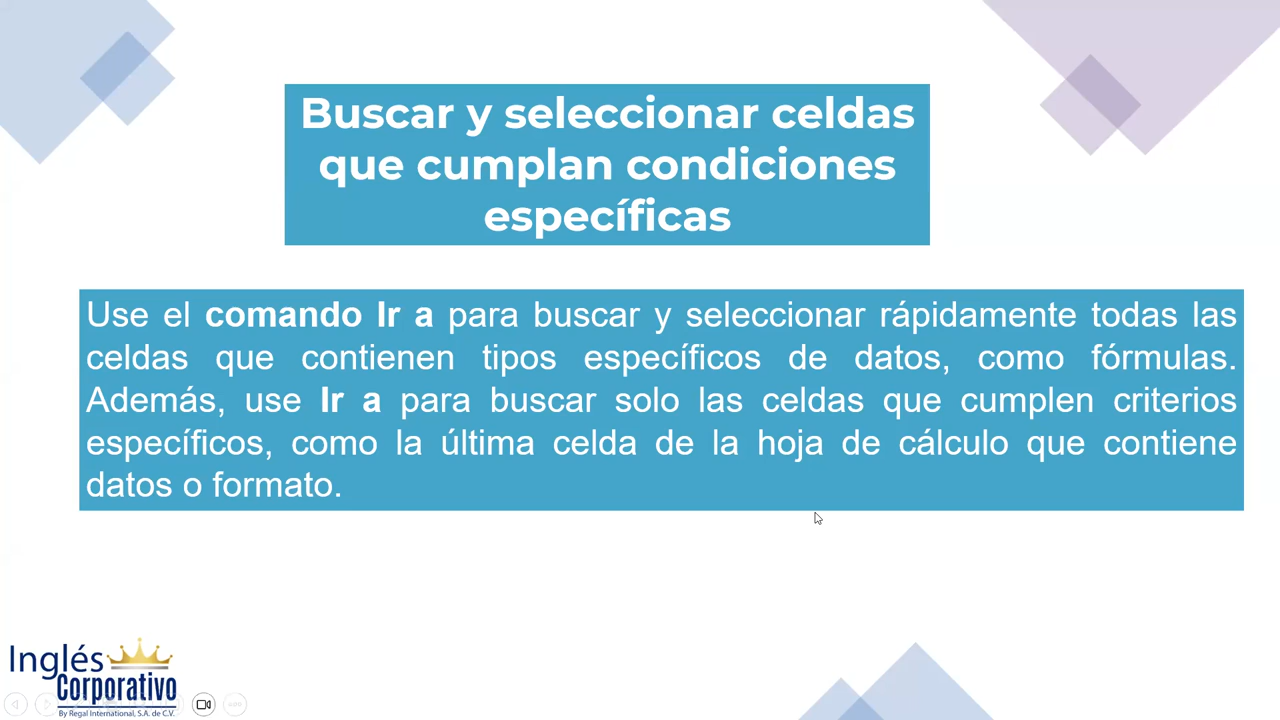 Buscar y seleccionar celdas
que cumplan condiciones
específicas
Use el comando Ir a para buscar y seleccionar rápidamente todas las
celdas que contienen tipos específicos de datos, como fórmulas.
Además, use Ir a para buscar solo las celdas que cumplen criterios
específicos, como la última celda de la hoja de cálculo que contiene
datos o formato.
Inglés
Corporativo
By Regal International, S.A. de C.V.